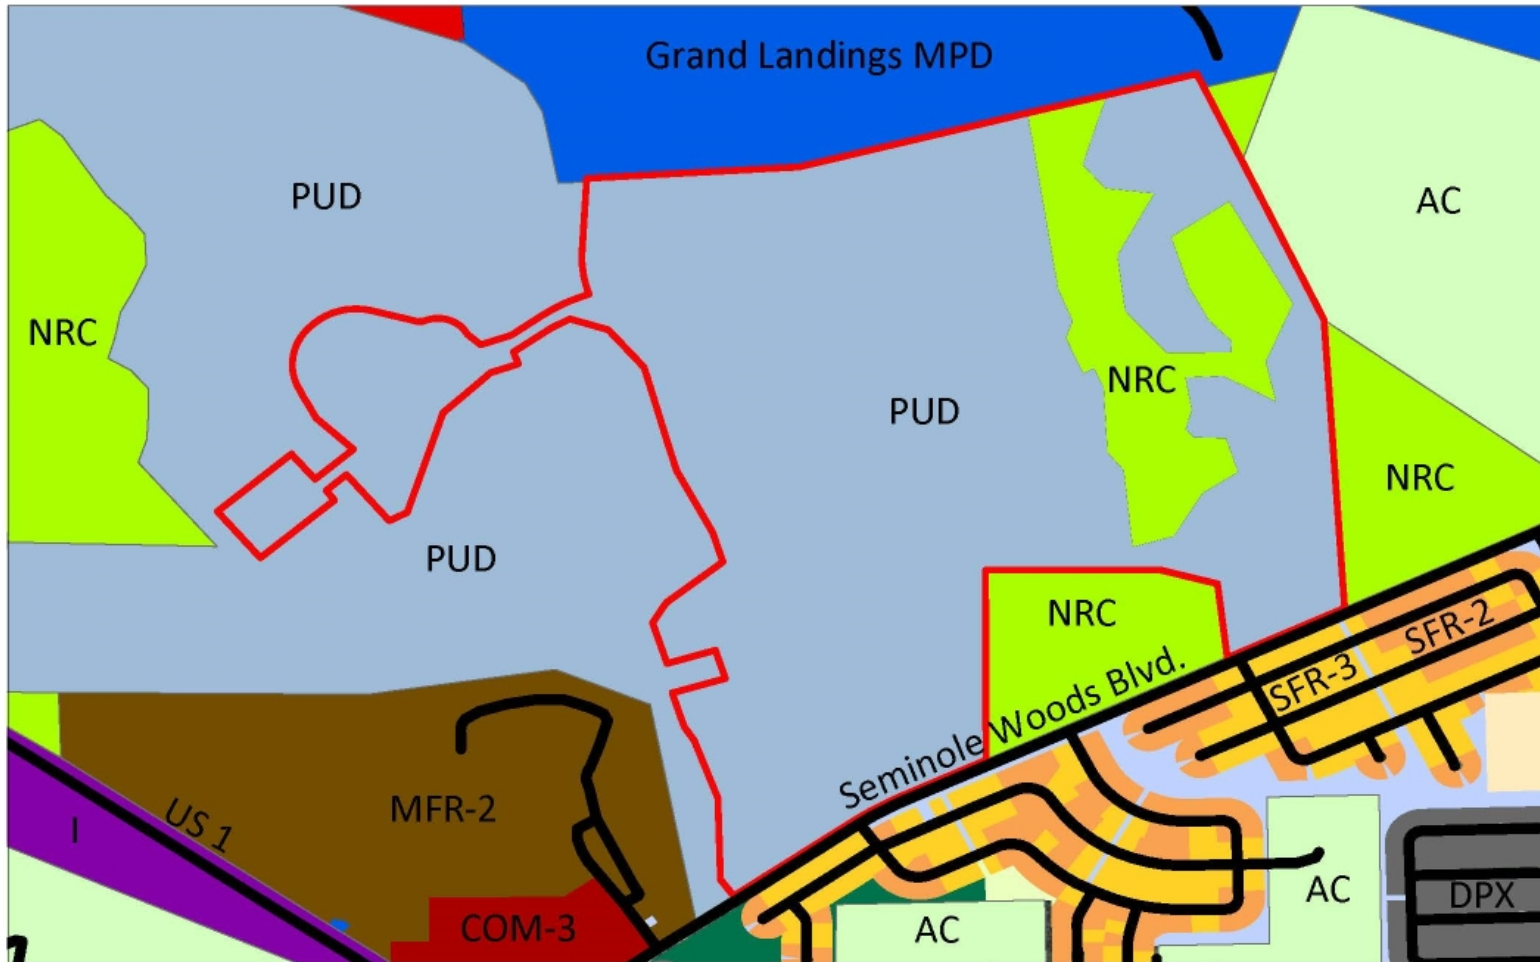 Grand Landings MPD
PUD
AC
NRC
NRC
PUD
NRC
PUD
NRC
SFR-2
SFR-3
Seminole Woods Blvd.
MFR-2
US 1
I
AC
DPX
COM-3
AC